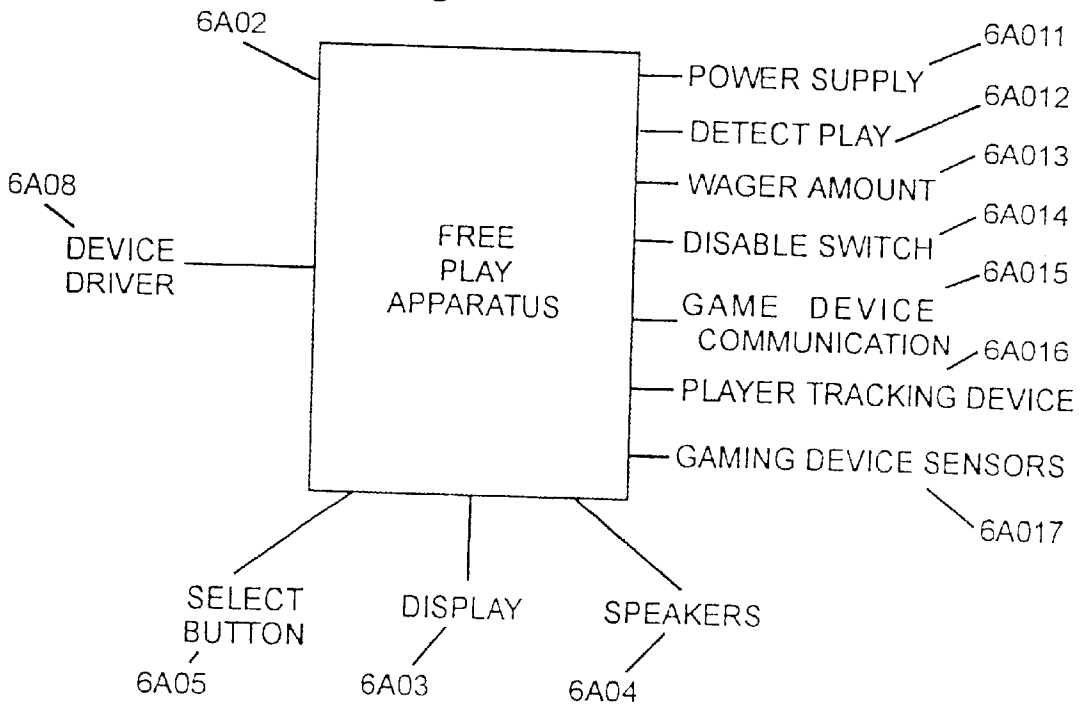 6A02
6A011
POWER SUPPLY
6A012
DETECT PLAY
6A013
WAGER AMOUNT
6A08
6A014
DEVICE
DRIVER
FREE
PLAY
APPARATUS
DISABLE SWITCH
6A015
GAME DEVICE
COMMUNICATION
6A016
PLAYER TRACKING DEVICE
GAMING DEVICE SENSORS
6A017
SELECT
BUTTON
DISPLAY
SPEAKERS
6A05
6A03
6A04